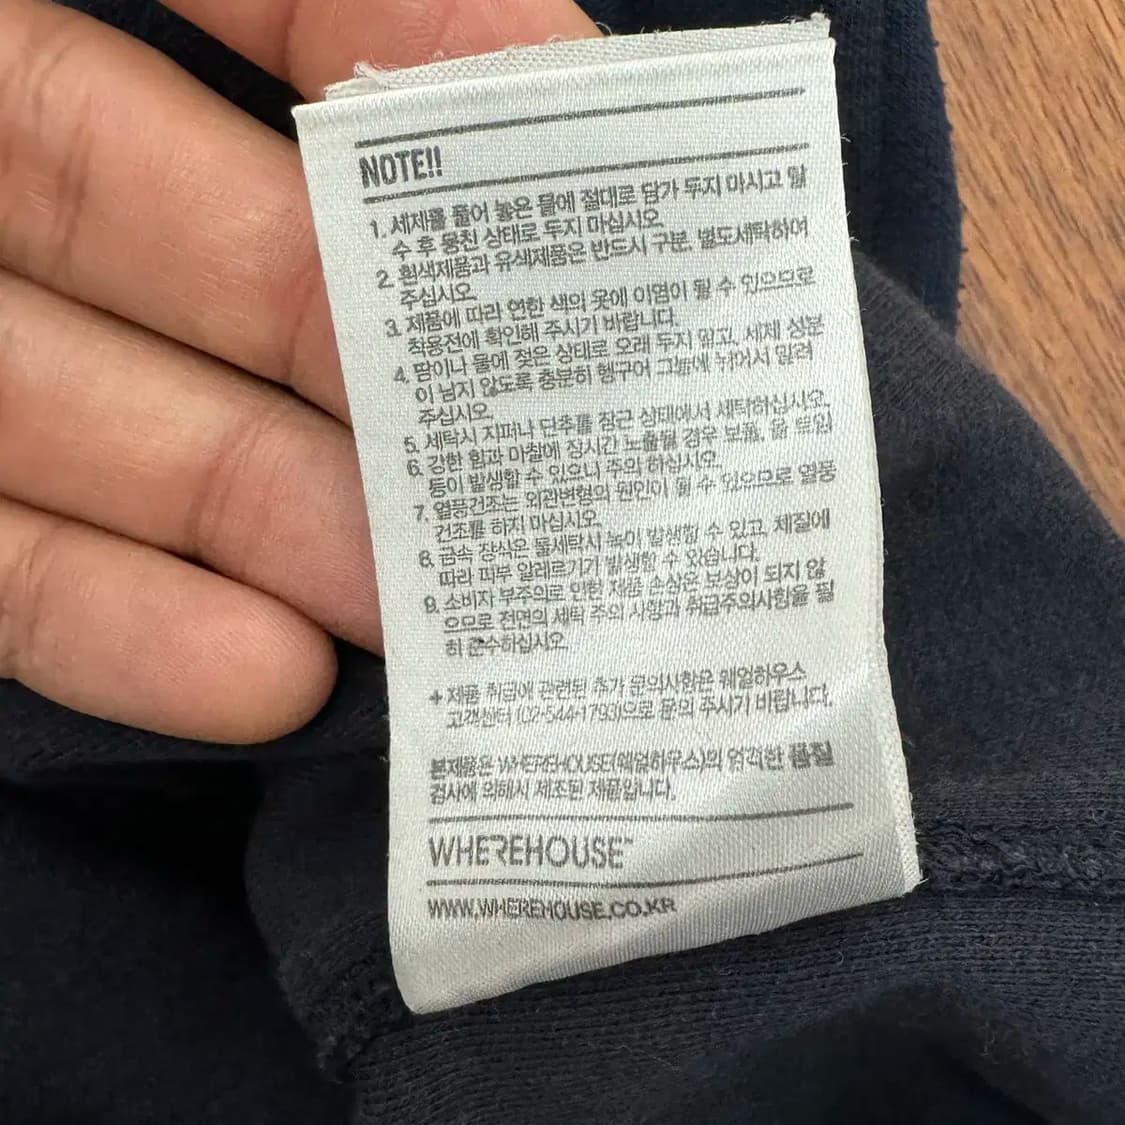 NOTE!!
1. 세제를 풀어 놓은 물에 절대로 담가 두지 마시고 탈
수 후 뭉친 상태로 두지 마십시오.
2. 흰색제품과 유색제품은 반드시 구분, 별도세탁하여
주십시오.
3. 제품에 따라 연한 색의 옷에 이염이 될 수 있으므로
착용전에 확인해 주시기 바랍니다.
4. 땀이나 물에 젖은 상태로 오래 두지 말고, 세제 성분
이 남지 않도록 충분히 헹구어 그늘에 뉘어서 말려
주십시오.
5. 세탁시 지퍼나 단추를 잠근 상태에서 세탁하십시오.
6. 강한 힘과 마찰에 장시간 노출될 경우 보풀, 올 트임
등이 발생할 수 있으니 주의 하십시오.
7. 열풍건조는 외관변형의 원인이 될 수 있으므로 열풍
건조를 하지 마십시오.
8. 금속 장식은 물세탁시 녹이 발생할 수 있고, 체질에
따라 피부 알레르기가 발생할 수 있습니다.
9. 소비자 부주의로 인한 제품 손상은 보상이 되지 않
으므로 전면의 세탁 주의 사항과 취급주의사항을 필
히 준수하십시오.
+ 제품 취급에 관련된 추가 문의사항은 웨얼하우스
고객센터 (02-544-1793)으로 문의 주시기 바랍니다.
본제품은 WHEREHOUSE(웨얼하우스)의 엄격한 품질
검사에 의해서 제조된 제품입니다.
WHEREHOUSE™
WWW.WHEREHOUSE.CO.KR